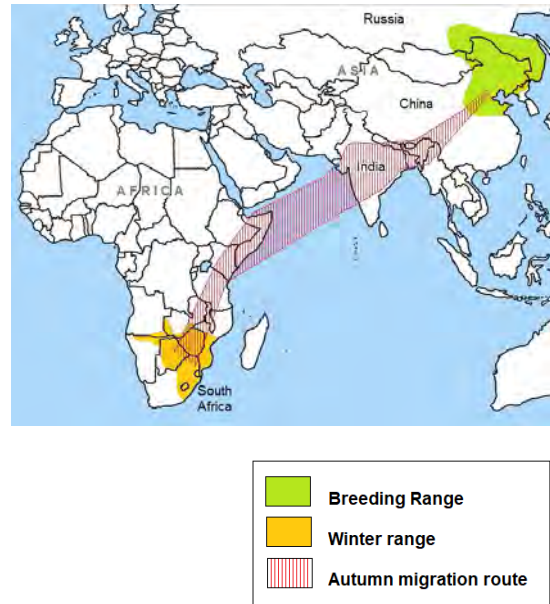 Russia
ASIA
China
India
AFRICA
South
Africa
Breeding Range
Winter range
Autumn migration route